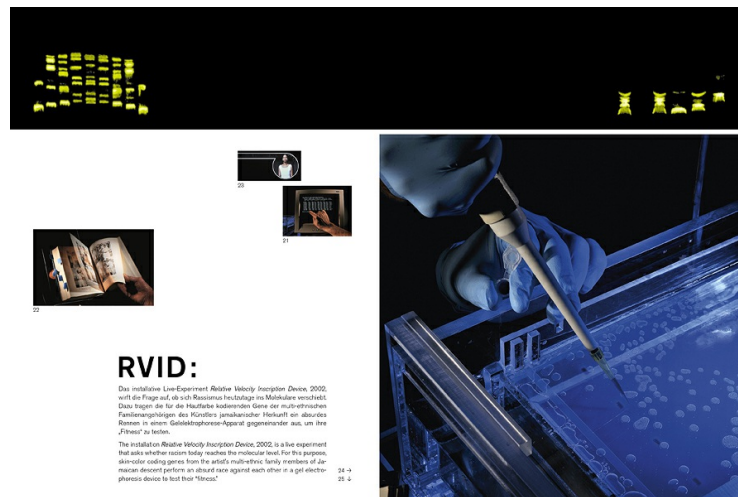 23
21
22
RVID:
Das installative Live-Experiment Relative Velocity Inscription Device, 2002,
wirft die Frage auf, ob sich Rassismus heutzutage ins Molekulare verschiebt.
Dazu tragen die für die Hautfarbe kodierenden Gene der multi-ethnischen
Familienangehörigen des Künstlers jamaikanischer Herkunft ein absurdes
Rennen in einem Gelelektrophorese-Apparat gegeneinander aus, um ihre
„Fitness“ zu testen.
The installation Relative Velocity Inscription Device, 2002, is a live experiment
that asks whether racism today reaches the molecular level. For this purpose,
skin-color coding genes from the artist's multi-ethnic family members of Ja-
maican descent perform an absurd race against each other in a gel electro-
phoresis device to test their "fitness."
24 →
25 ↓